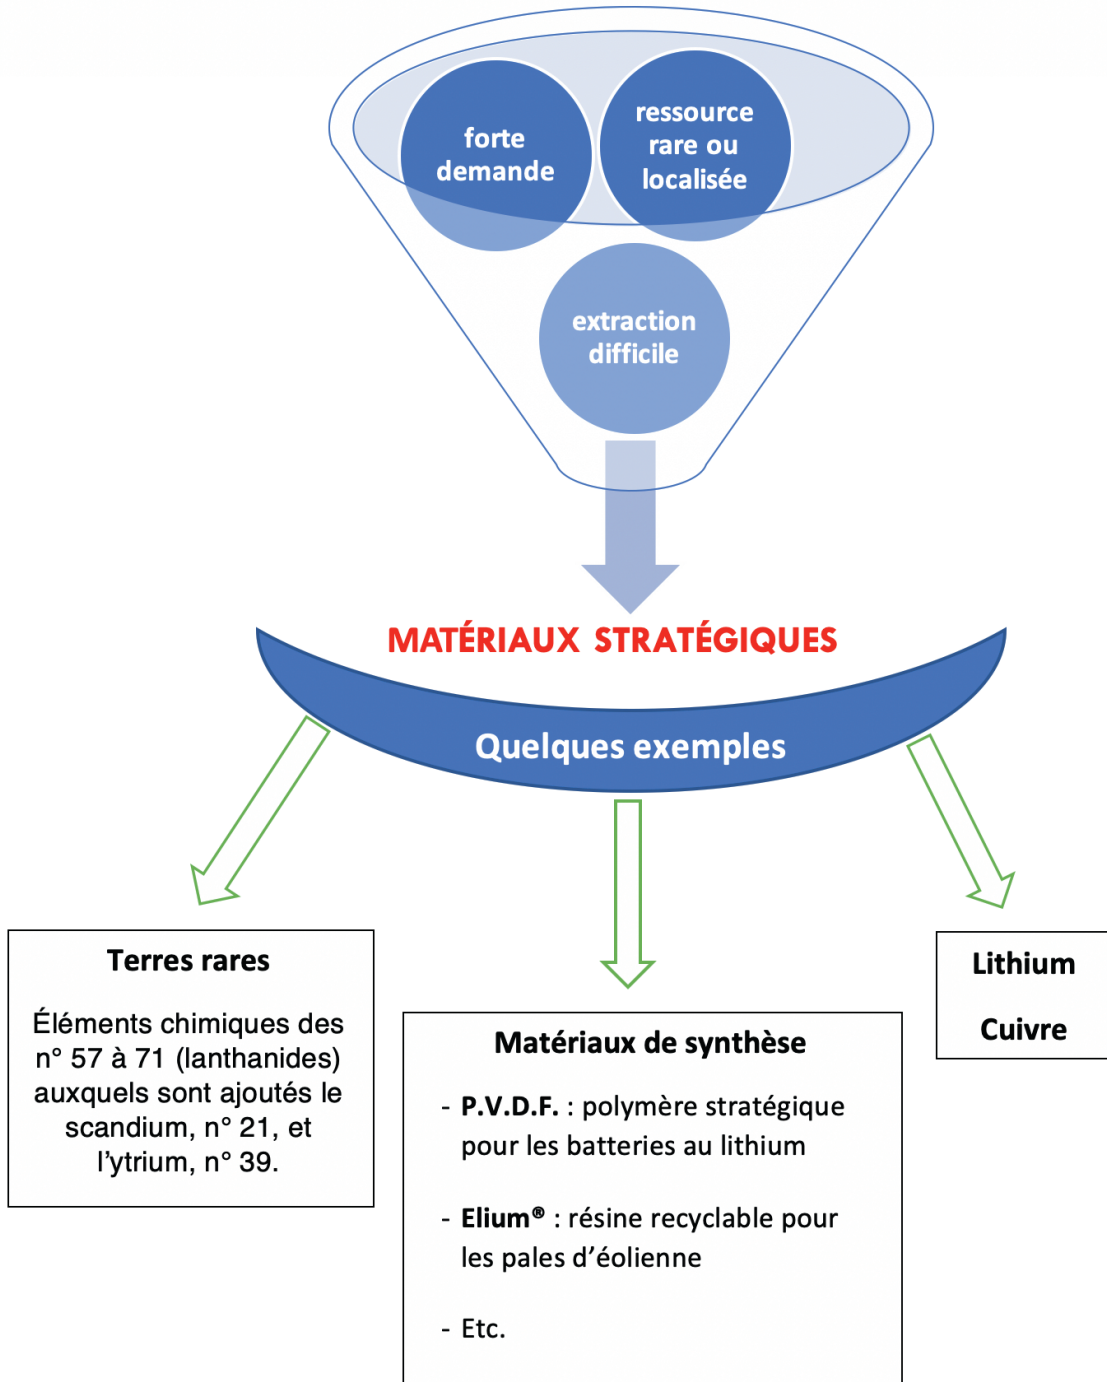 forte
demande
ressource
rare ou
localisée
extraction
difficile
MATÉRIAUX STRATÉGIQUES
Quelques exemples
Terres rares
Éléments chimiques des
n° 57 à 71 (lanthanides)
auxquels sont ajoutés le
scandium, n° 21, et
l'ytrium, n° 39.
Matériaux de synthèse
- P.V.D.F. : polymère stratégique
pour les batteries au lithium
- Elium® : résine recyclable pour
les pales d'éolienne
- Etc.
Lithium
Cuivre